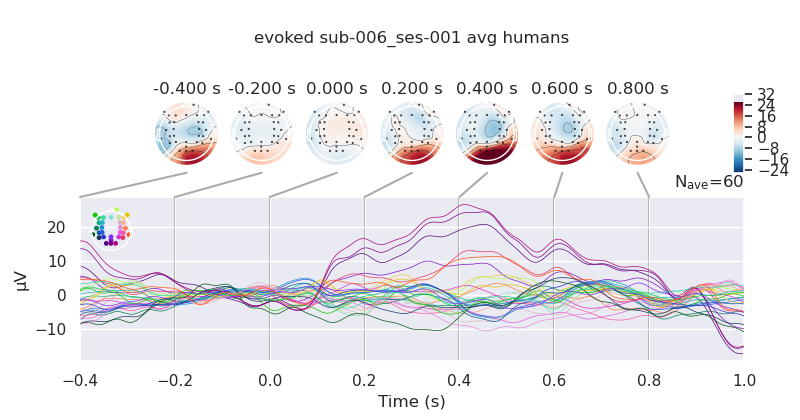 evoked sub-006_ses-001 avg humans
-0.400 s -0.200 s 0.000 s 0.200 s 0.400 s 0.600 s 0.800 s
32
24
16
8
0
−8
−16
−24
Nave=60
20
10
0
−10
µV
−0.4 −0.2 0.0 0.2 0.4 0.6 0.8 1.0
Time (s)